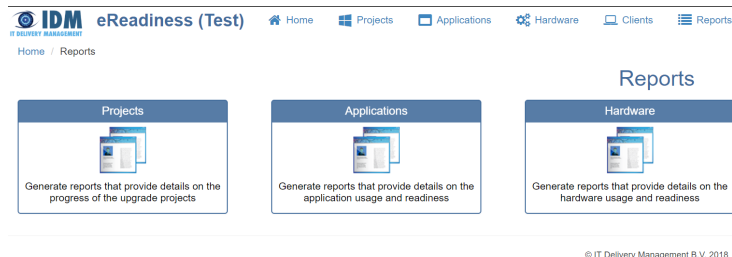 IDM
IT DELIVERY MANAGEMENT
eReadiness (Test)
Home
Projects
Applications
Hardware
Clients
Reports
Home / Reports
Reports
Projects
Generate reports that provide details on the
progress of the upgrade projects
Applications
Generate reports that provide details on the
application usage and readiness
Hardware
Generate reports that provide details on the
hardware usage and readiness
© IT Delivery Management B.V. 2018